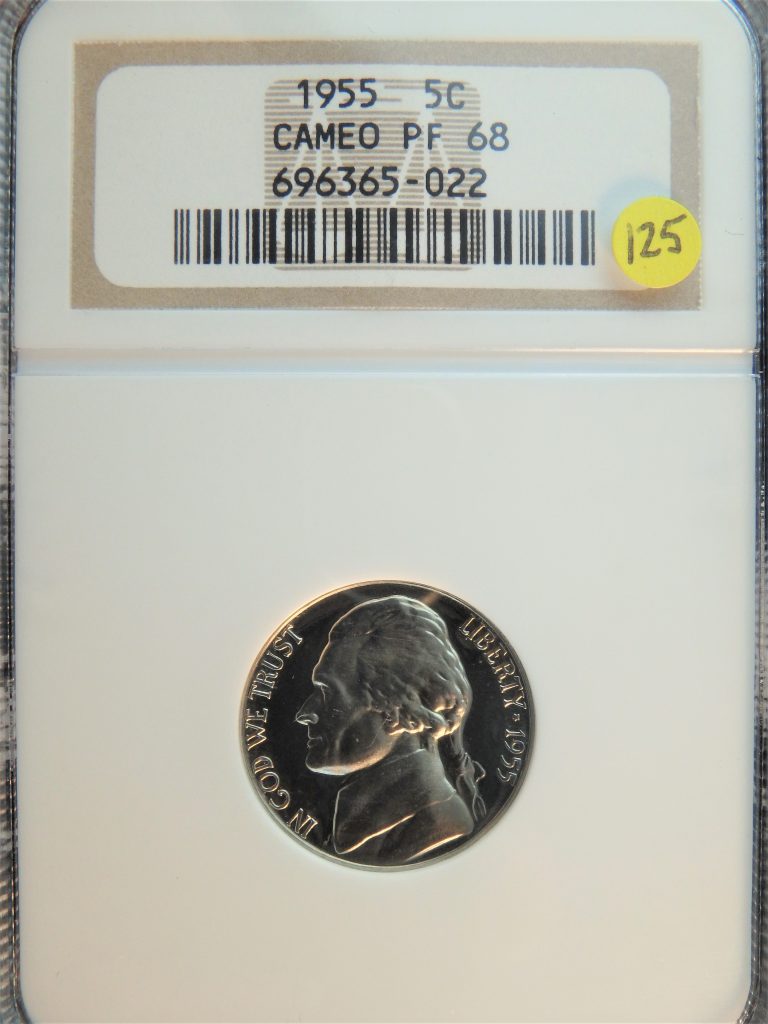 1955 5C
CAMEO PF 68
696365-022
125
IN GOD WE TRUST
LIBERTY * 1955